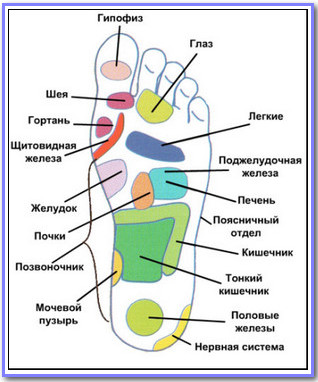 Гипофиз
Глаз
Шея
Гортань
Щитовидная
железа
Легкие
Поджелудочная
железа
Печень
Желудок
Поясничный
отдел
Почки
Кишечник
Позвоночник
Тонкий
кишечник
Мочевой
пузырь
Половые
железы
Нервная система